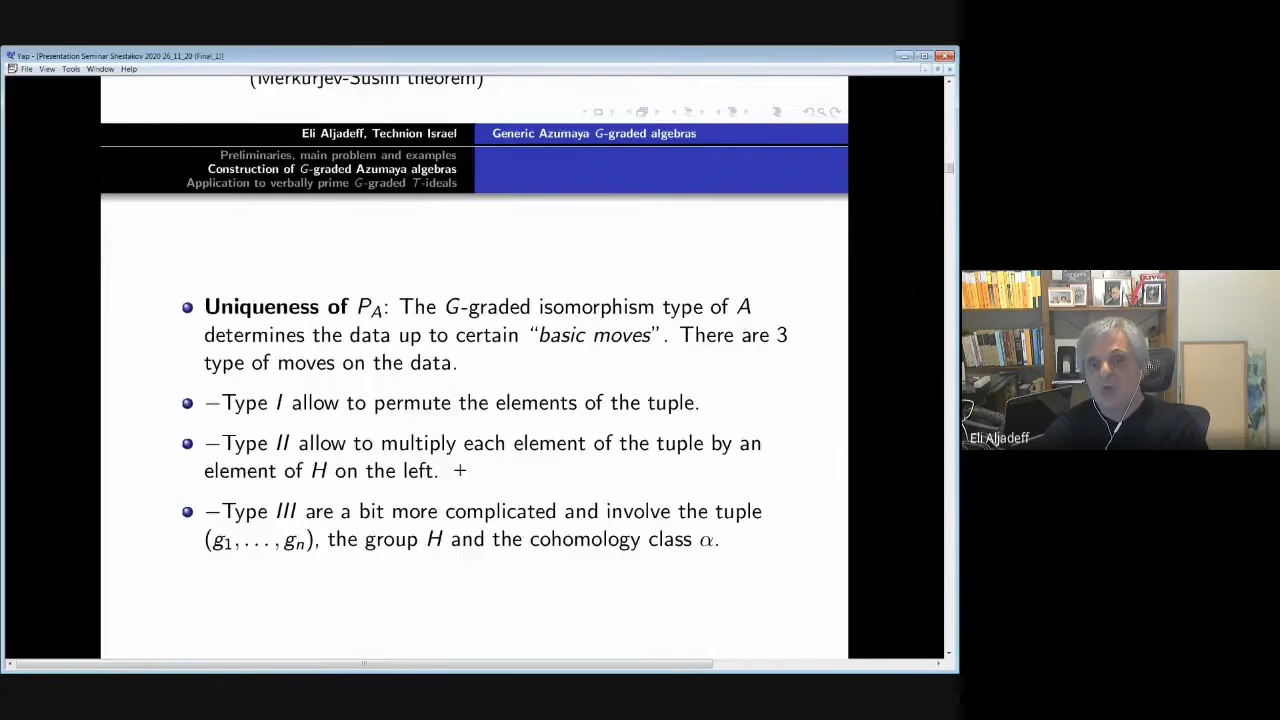 Yap - [Presentation Seminar Shestakov 2020 26_11_20 (Final_1)]
File View Tools Window Help
(Merkurjev-Suslin theorem)
Eli Aljadeff, Technion Israel
Generic Azumaya G-graded algebras
Preliminaries, main problem and examples
Construction of G-graded Azumaya algebras
Application to verbally prime G-graded T-ideals
Uniqueness of P_A: The G-graded isomorphism type of A
determines the data up to certain “basic moves”. There are 3
type of moves on the data.
−Type I allow to permute the elements of the tuple.
−Type II allow to multiply each element of the tuple by an
element of H on the left.
−Type III are a bit more complicated and involve the tuple
(g₁, . . . , gₙ), the group H and the cohomology class α.
Eli Aljadeff